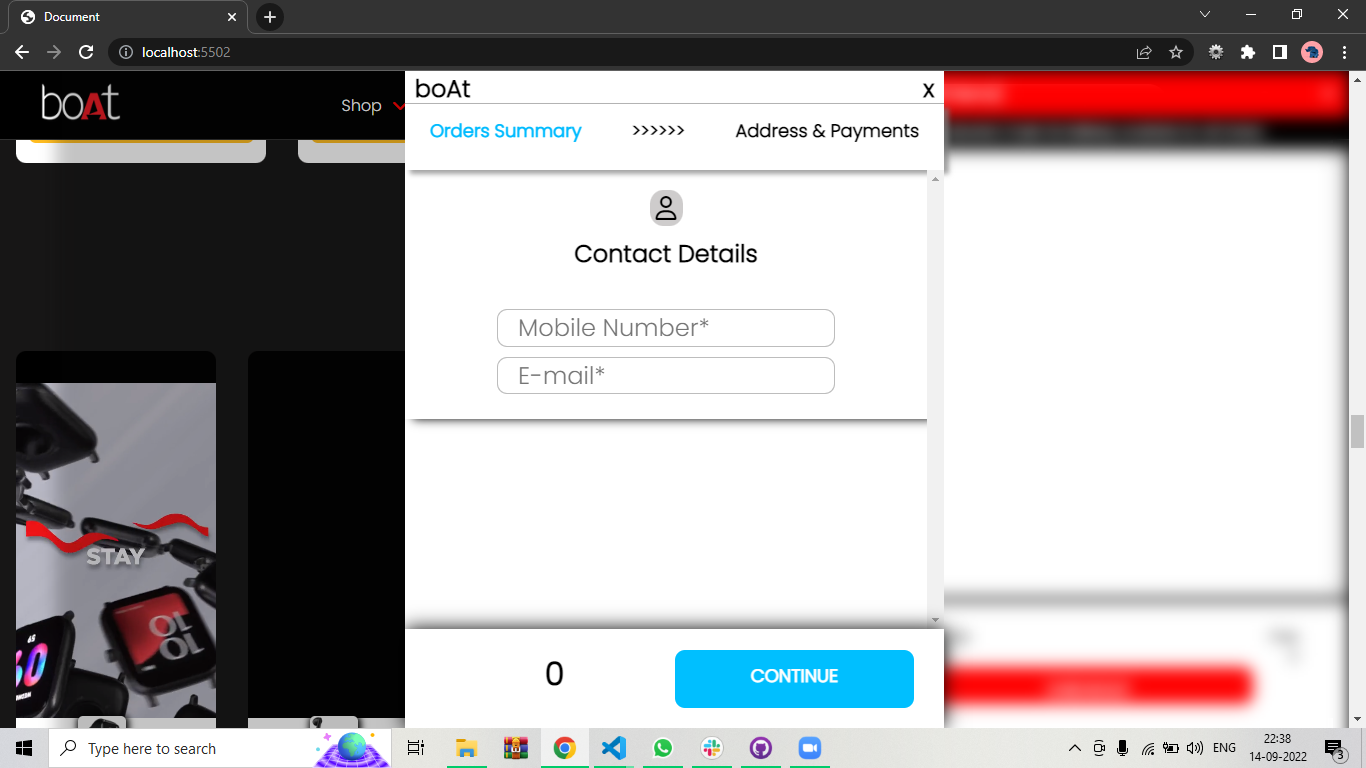 Document
localhost:5502
boAt
Shop
boAt
x
Orders Summary
>>>>>>
Address & Payments
Contact Details
Mobile Number*
E-mail*
STAY
0
CONTINUE
Type here to search
ENG
22:38
14-09-2022
3